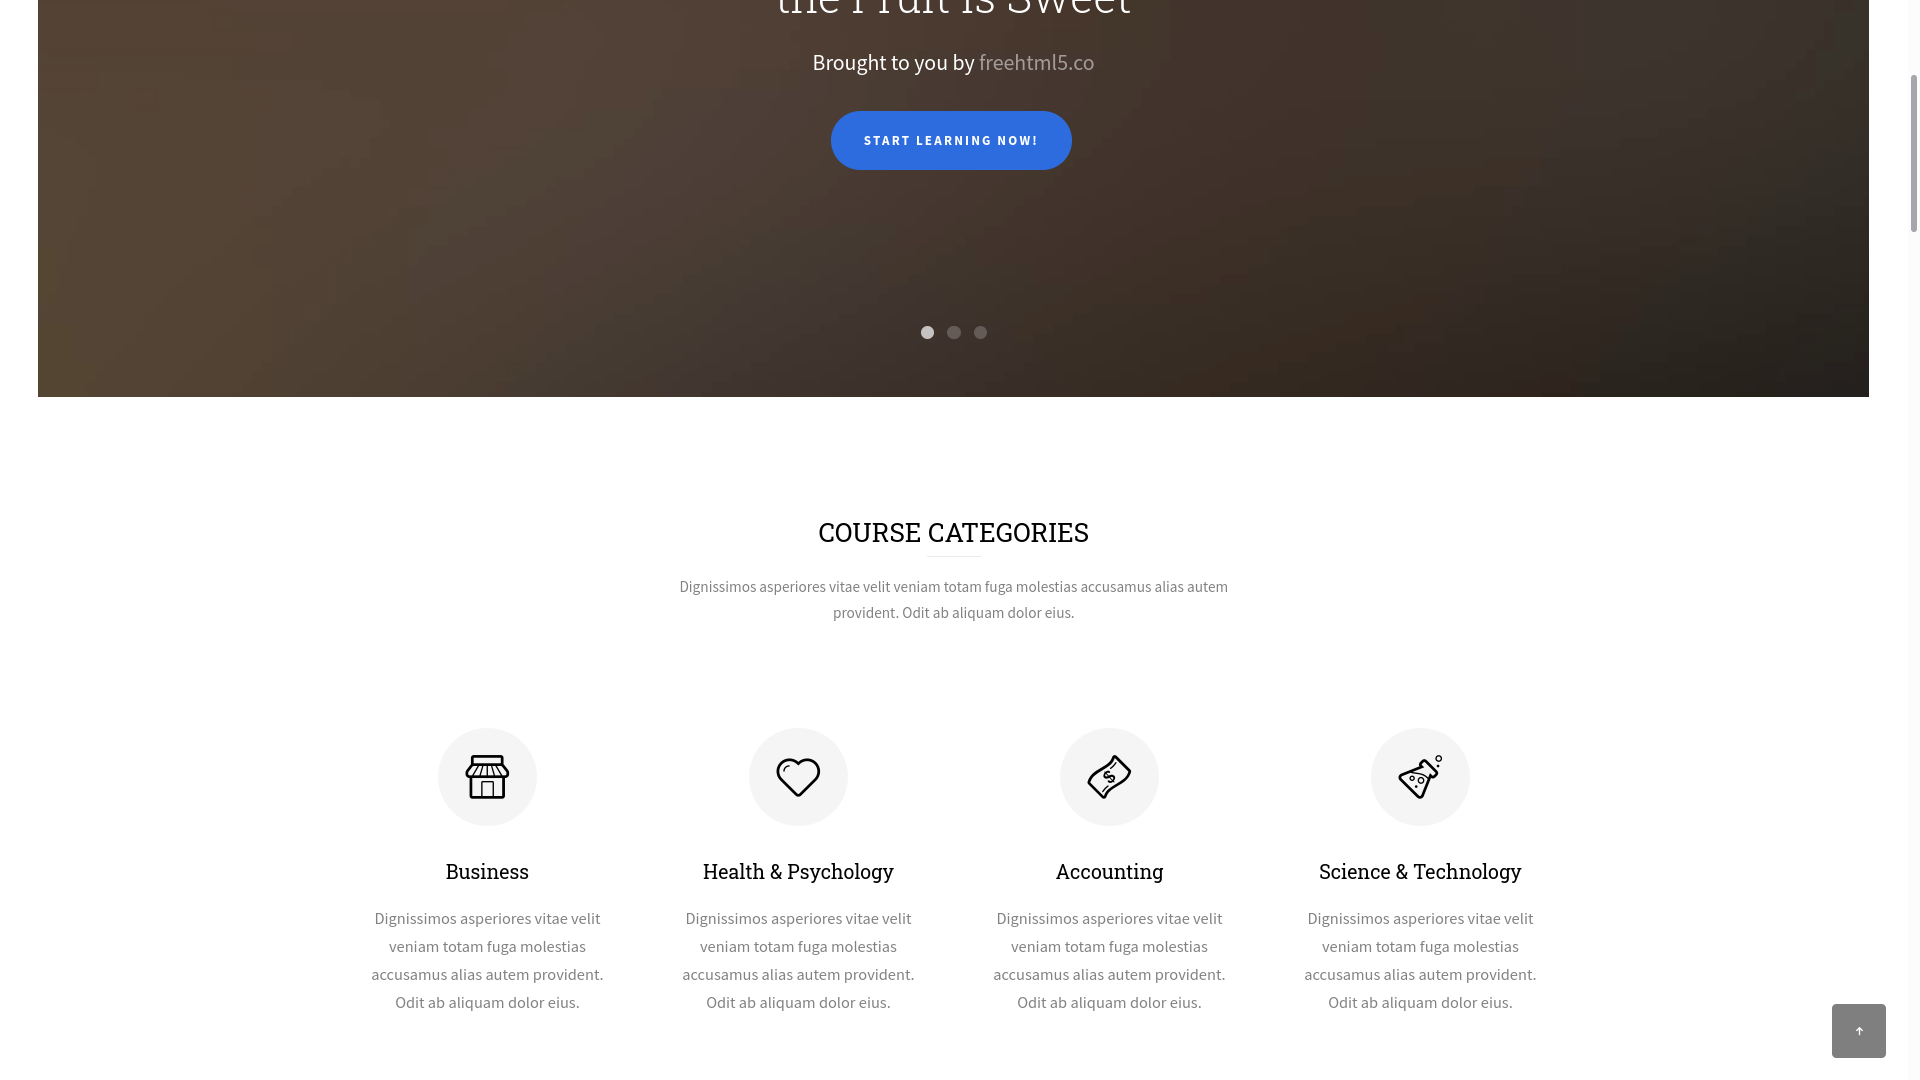 the Fruit is Sweet
Brought to you by freehtml5.co
START LEARNING NOW!
COURSE CATEGORIES
Dignissimos asperiores vitae velit veniam totam fuga molestias accusamus alias autem
provident. Odit ab aliquam dolor eius.
Business
Dignissimos asperiores vitae velit
veniam totam fuga molestias
accusamus alias autem provident.
Odit ab aliquam dolor eius.
Health & Psychology
Dignissimos asperiores vitae velit
veniam totam fuga molestias
accusamus alias autem provident.
Odit ab aliquam dolor eius.
Accounting
Dignissimos asperiores vitae velit
veniam totam fuga molestias
accusamus alias autem provident.
Odit ab aliquam dolor eius.
Science & Technology
Dignissimos asperiores vitae velit
veniam totam fuga molestias
accusamus alias autem provident.
Odit ab aliquam dolor eius.